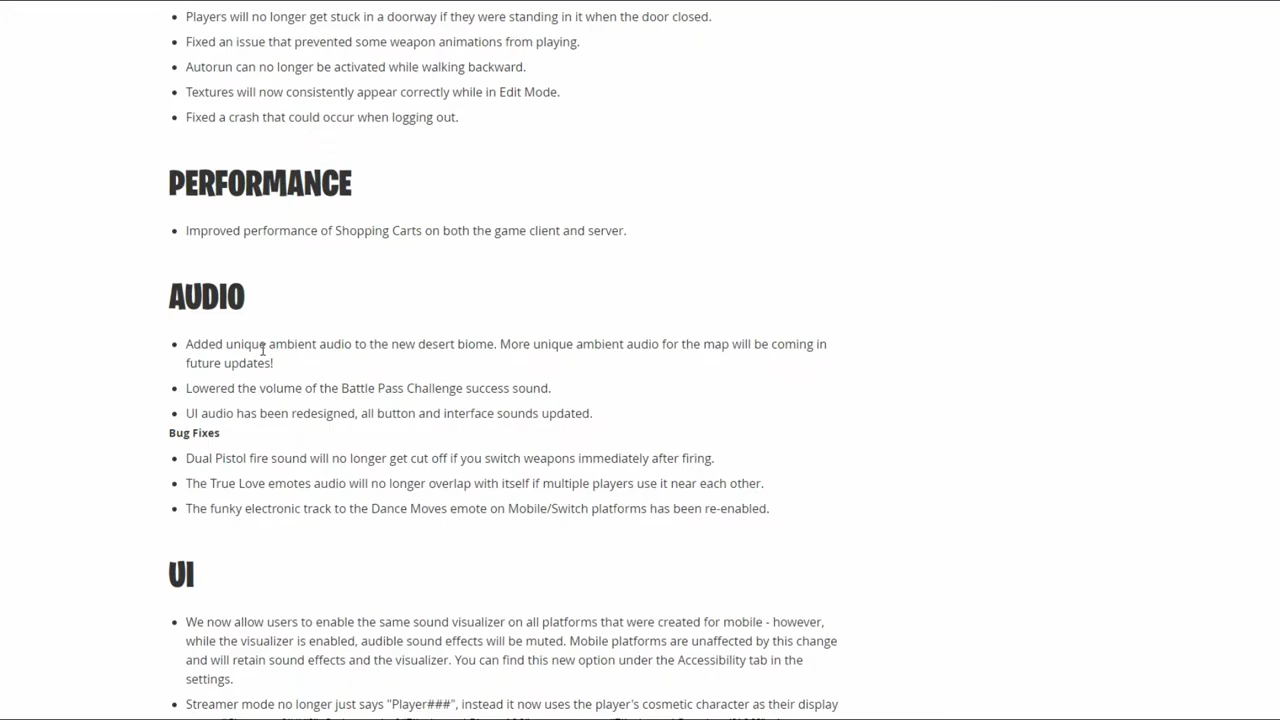 Players will no longer get stuck in a doorway if they were standing in it when the door closed.
Fixed an issue that prevented some weapon animations from playing.
Autorun can no longer be activated while walking backward.
Textures will now consistently appear correctly while in Edit Mode.
Fixed a crash that could occur when logging out.
PERFORMANCE
Improved performance of Shopping Carts on both the game client and server.
AUDIO
Added unique ambient audio to the new desert biome. More unique ambient audio for the map will be coming in
future updates!
Lowered the volume of the Battle Pass Challenge success sound.
UI audio has been redesigned, all button and interface sounds updated.
Bug Fixes
Dual Pistol fire sound will no longer get cut off if you switch weapons immediately after firing.
The True Love emotes audio will no longer overlap with itself if multiple players use it near each other.
The funky electronic track to the Dance Moves emote on Mobile/Switch platforms has been re-enabled.
UI
We now allow users to enable the same sound visualizer on all platforms that were created for mobile - however,
while the visualizer is enabled, audible sound effects will be muted. Mobile platforms are unaffected by this change
and will retain sound effects and the visualizer. You can find this new option under the Accessibility tab in the
settings.
Streamer mode no longer just says "Player###", instead it now uses the player's cosmetic character as their display